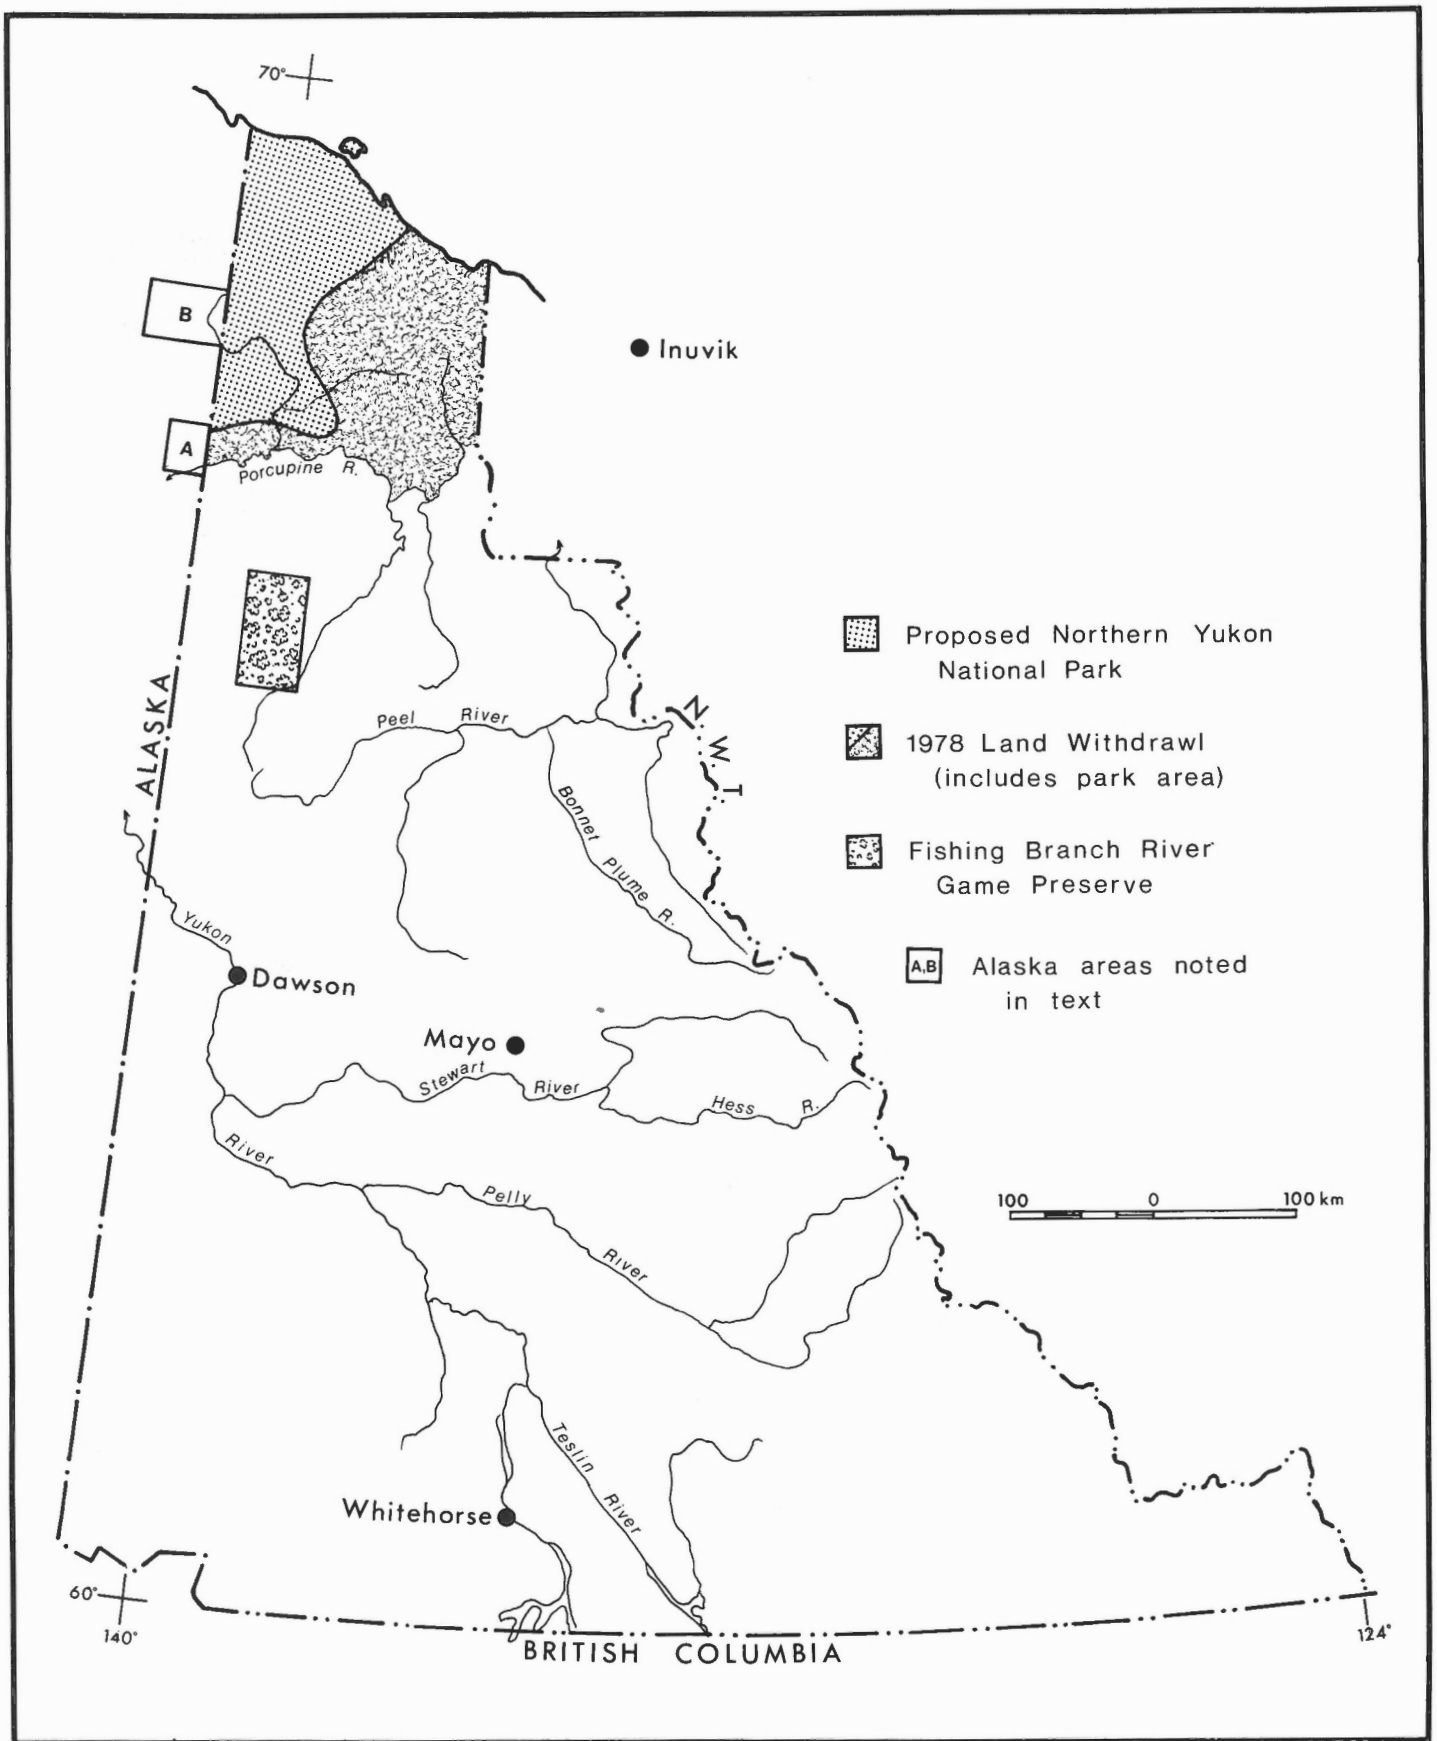 70°
B
Inuvik
A
Porcupine R.
Proposed Northern Yukon
National Park
ALASKA
Peel River
N.W.T.
1978 Land Withdrawl
(includes park area)
Bonnet Plume R.
Fishing Branch River
Game Preserve
Yukon
Dawson
A,B
Alaska areas noted
in text
Mayo
Stewart River
Hess R.
River
Pelly River
100 0 100 km
Teslin River
Whitehorse
60°
140°
124°
BRITISH COLUMBIA